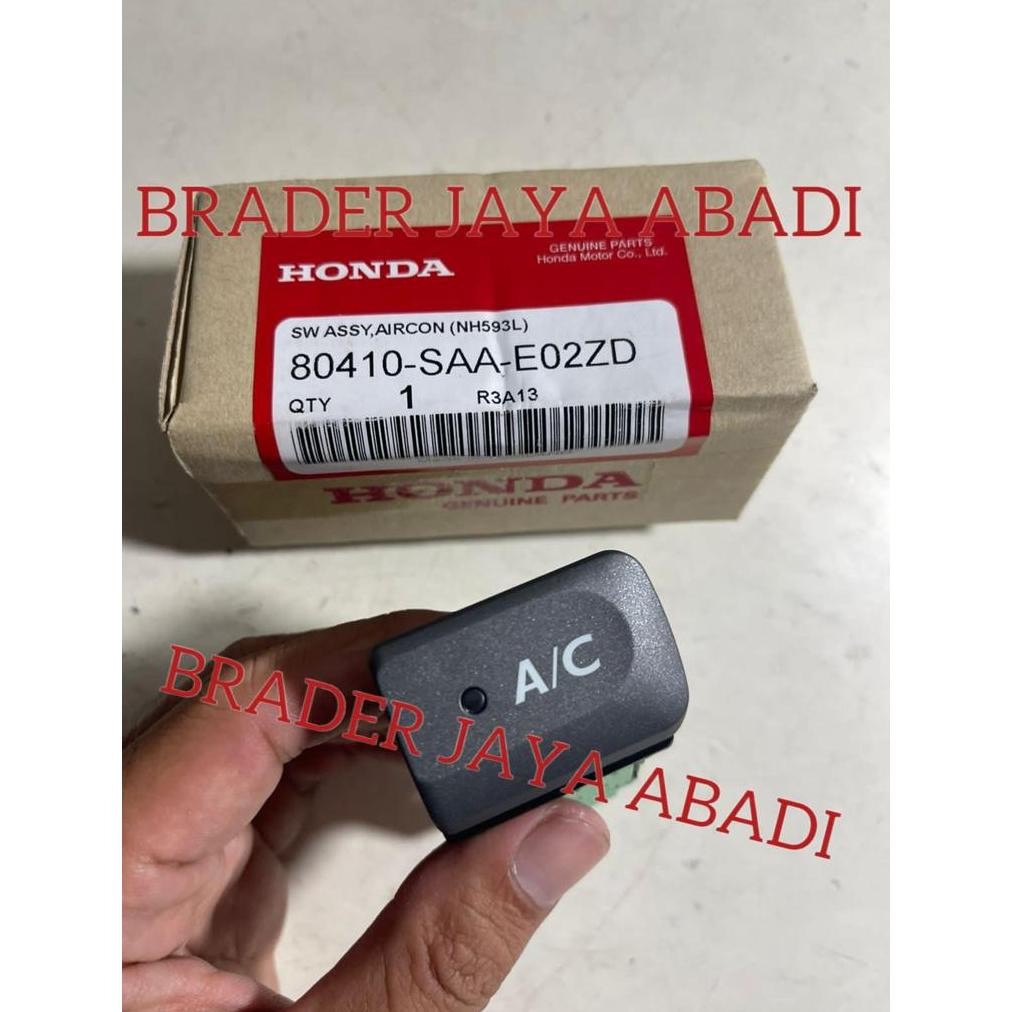 BRADER JAYA ABADI
GENUINE PARTS
Honda Motor Co., Ltd.
HONDA
SW ASSY,AIRCON (NH593L)
80410-SAA-E02ZD
QTY 1 R3A13
HONDA
GENUINE PARTS
A/C
BRADER JAYA ABADI